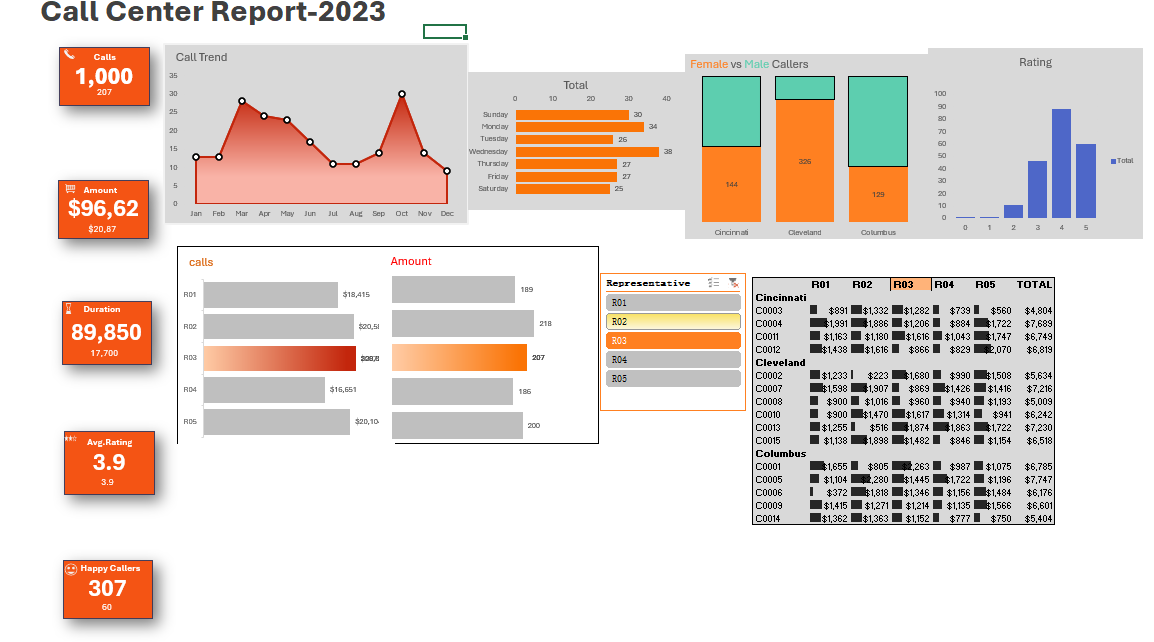 Call Center Report-2023
Calls
1,000
207
Amount
$96,62
$20,87
Duration
89,850
17,700
Avg.Rating
3.9
3.9
Happy Callers
307
60
Call Trend
35
30
25
20
15
10
5
0
Jan Feb Mar Apr May Jun Jul Aug Sep Oct Nov Dec
Total
0 10 20 30 40
Sunday 30
Monday 34
Tuesday 26
Wednesday 38
Thursday 27
Friday 27
Saturday 25
Female vs Male Callers
144 326 129
Cincinnati Cleveland Columbus
Rating
100
90
80
70
60
50
40
30
20
10
0
0 1 2 3 4 5
Total
calls
R01 $18,415
R02
R03
R04 $16,651
R05 $20,10
Amount
189
218
207
186
200
Representative
R01
R02
R03
R04
R05
R01 R02 R03 R04 R05 TOTAL
Cincinnati
C0003 $891 $1,332 $1,282 $739 $560 $4,804
C0004 $1,991 $1,886 $1,206 $884 $1,722 $7,689
C0011 $1,163 $1,180 $1,616 $1,043 $1,747 $6,749
C0012 $1,438 $1,616 $866 $829 $2,070 $6,819
Cleveland
C0002 $1,233 $223 $1,680 $990 $1,508 $5,634
C0007 $1,598 $1,907 $869 $1,426 $1,416 $7,216
C0008 $900 $1,016 $960 $940 $1,193 $5,009
C0010 $900 $1,470 $1,617 $1,314 $941 $6,242
C0013 $1,255 $516 $1,874 $1,863 $1,722 $7,230
C0015 $1,138 $1,898 $1,482 $846 $1,154 $6,518
Columbus
C0001 $1,655 $805 $2,263 $987 $1,075 $6,785
C0005 $1,104 $2,280 $1,445 $1,722 $1,196 $7,747
C0006 $372 $1,818 $1,346 $1,156 $1,484 $6,176
C0009 $1,415 $1,271 $1,214 $1,135 $1,566 $6,601
C0014 $1,362 $1,363 $1,152 $777 $750 $5,404